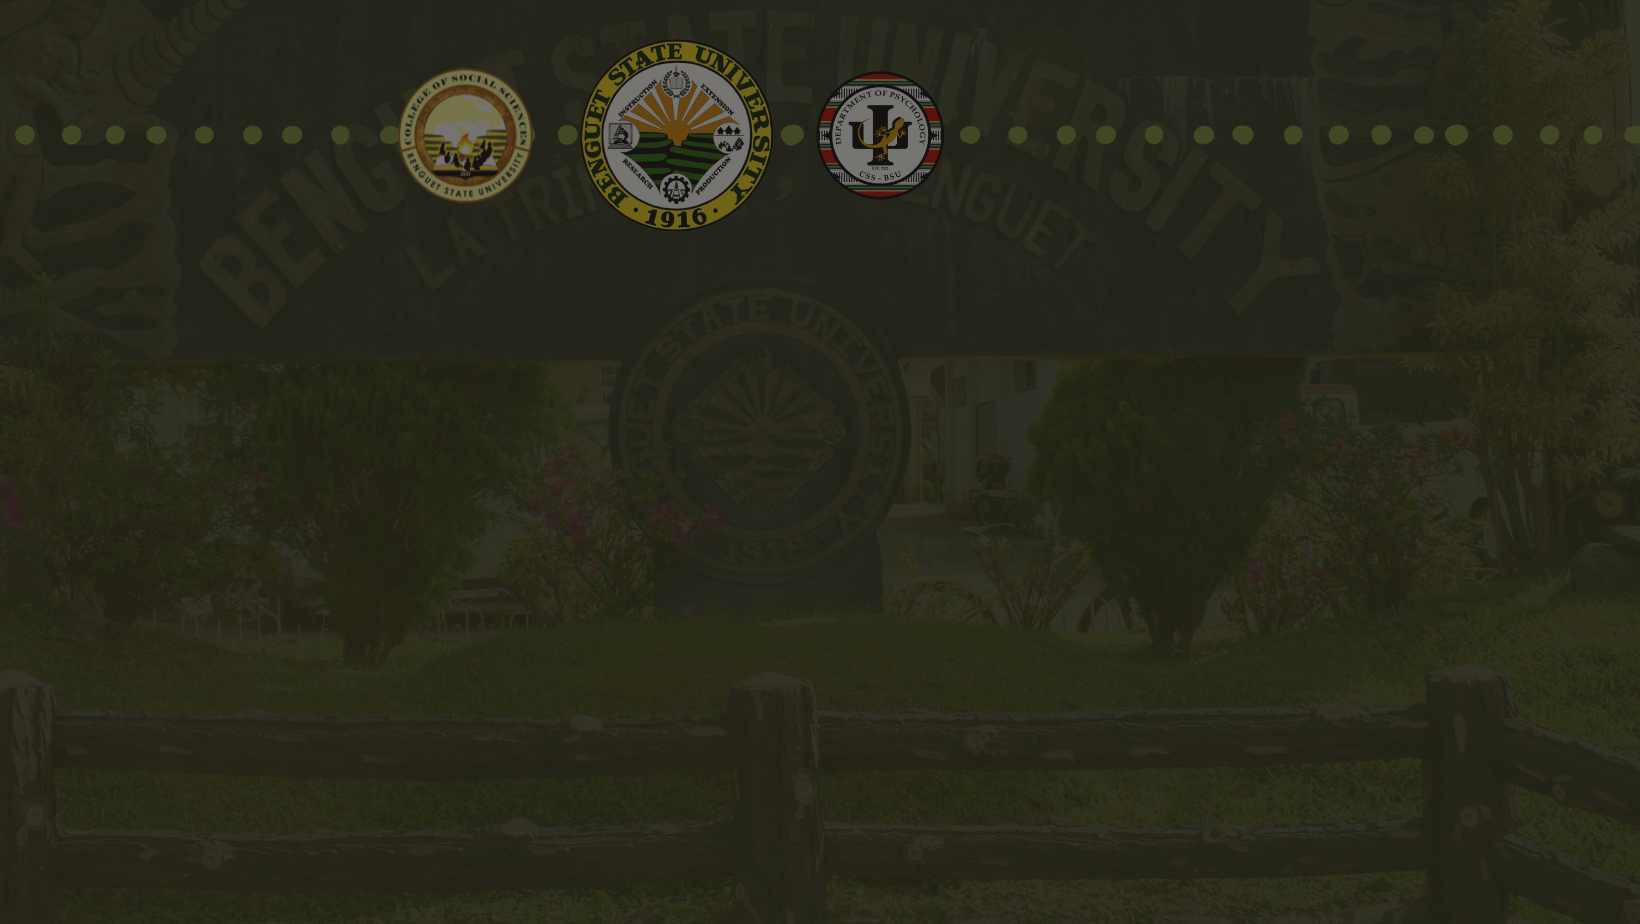 BENGUET STATE UNIVERSITY
LA TRINIDAD, BENGUET
COLLEGE OF SOCIAL SCIENCES
BENGUET STATE UNIVERSITY
BENGUET STATE UNIVERSITY
INSTRUCTION
EXTENSION
RESEARCH
PRODUCTION
· 1916 ·
DEPARTMENT OF PSYCHOLOGY
CSS - BSU
BENGUET STATE UNIVERSITY
1916